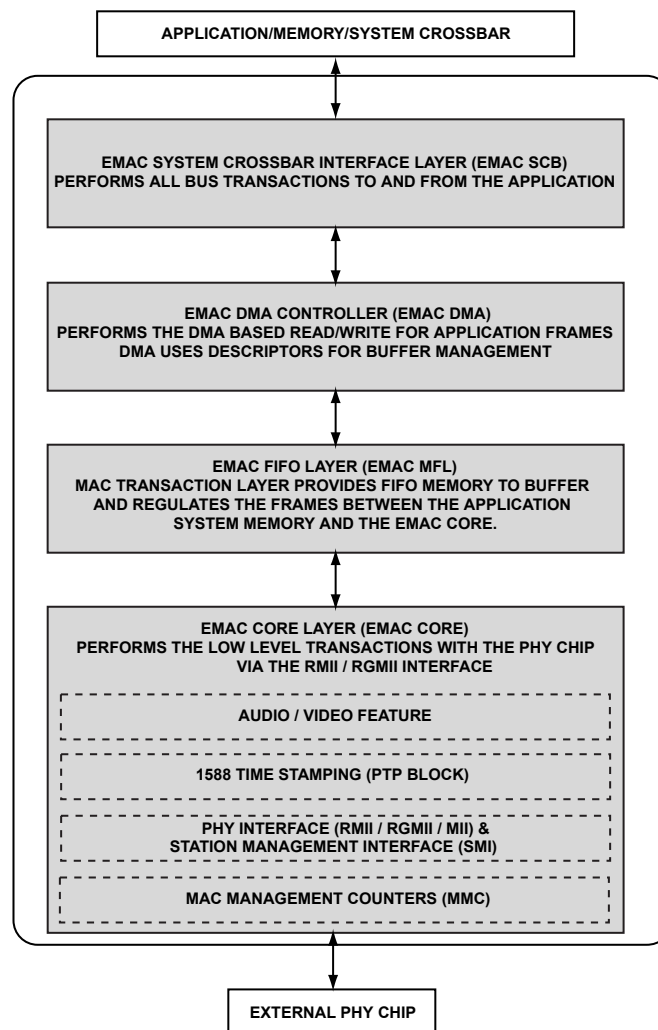 APPLICATION/MEMORY/SYSTEM CROSSBAR
EMAC SYSTEM CROSSBAR INTERFACE LAYER (EMAC SCB)
PERFORMS ALL BUS TRANSACTIONS TO AND FROM THE APPLICATION
EMAC DMA CONTROLLER (EMAC DMA)
PERFORMS THE DMA BASED READ/WRITE FOR APPLICATION FRAMES
DMA USES DESCRIPTORS FOR BUFFER MANAGEMENT
EMAC FIFO LAYER (EMAC MFL)
MAC TRANSACTION LAYER PROVIDES FIFO MEMORY TO BUFFER
AND REGULATES THE FRAMES BETWEEN THE APPLICATION
SYSTEM MEMORY AND THE EMAC CORE.
EMAC CORE LAYER (EMAC CORE)
PERFORMS THE LOW LEVEL TRANSACTIONS WITH THE PHY CHIP
VIA THE RMII / RGMII INTERFACE
AUDIO / VIDEO FEATURE
1588 TIME STAMPING (PTP BLOCK)
PHY INTERFACE (RMII / RGMII / MII) &
STATION MANAGEMENT INTERFACE (SMI)
MAC MANAGEMENT COUNTERS (MMC)
EXTERNAL PHY CHIP